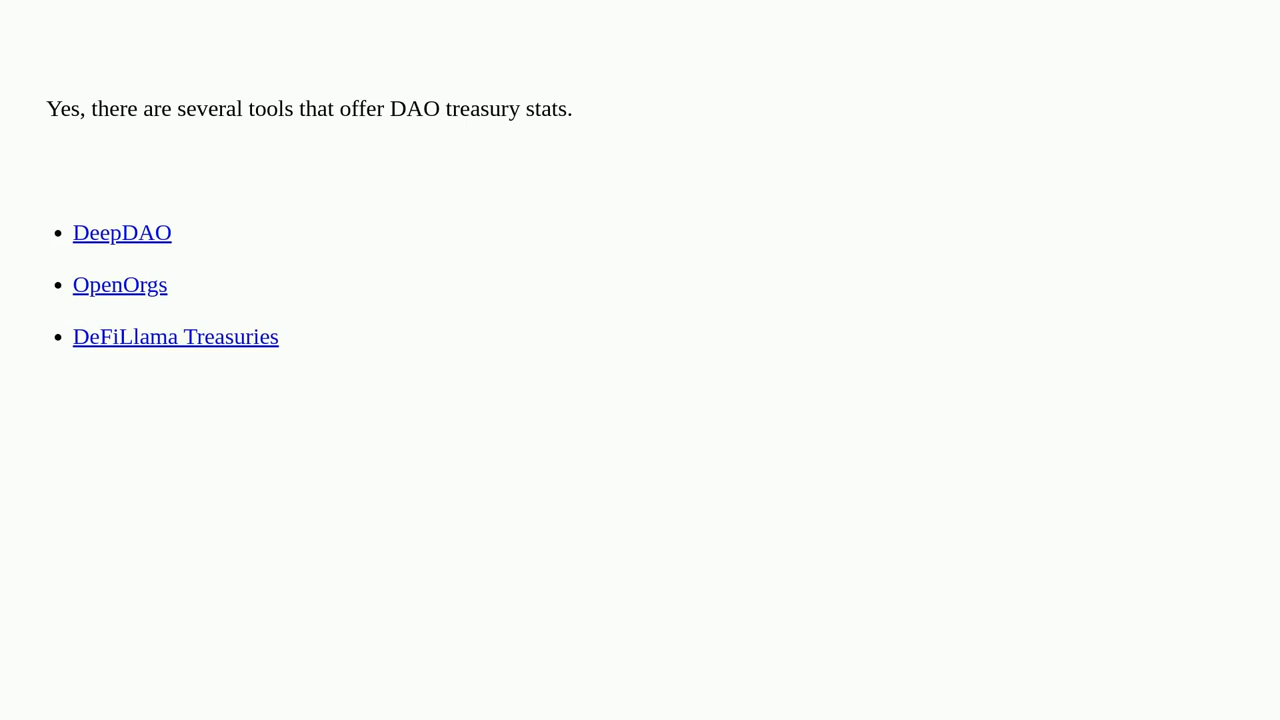 Yes, there are several tools that offer DAO treasury stats.
• DeepDAO
• OpenOrgs
• DeFiLlama Treasuries